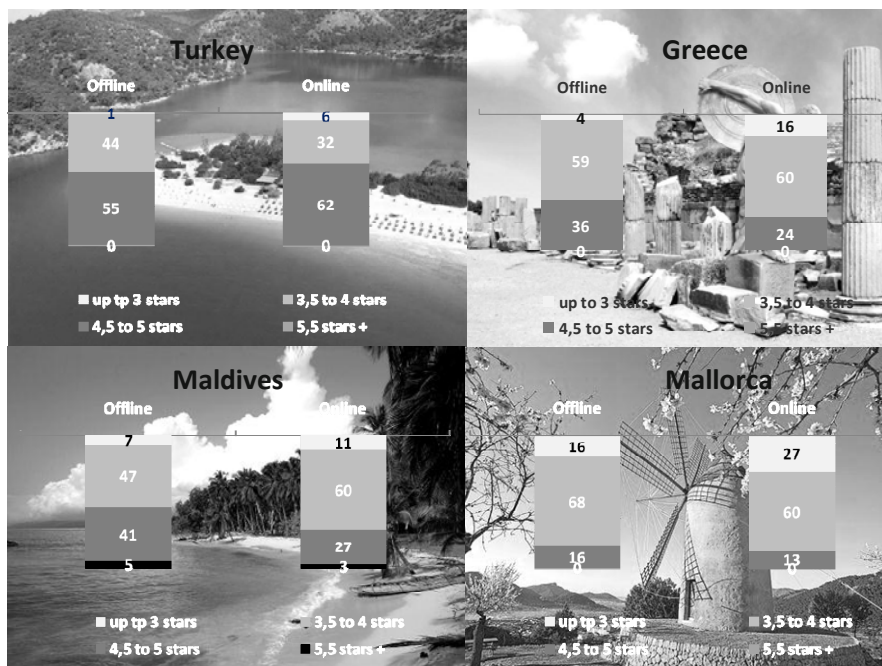 Turkey
Offline Online
1 6
44 32
55 62
0 0
up tp 3 stars 3,5 to 4 stars
4,5 to 5 stars 5,5 stars +
Greece
Offline Online
4 16
59 60
36 24
0 0
up to 3 stars 3,5 to 4 stars
4,5 to 5 stars 5,5 stars +
Maldives
Offline Online
7 11
47 60
41 27
5 3
up tp 3 stars 3,5 to 4 stars
4,5 to 5 stars 5,5 stars +
Mallorca
Offline Online
16 27
68 60
16 13
0 0
up tp 3 stars 3,5 to 4 stars
4,5 to 5 stars 5,5 stars +